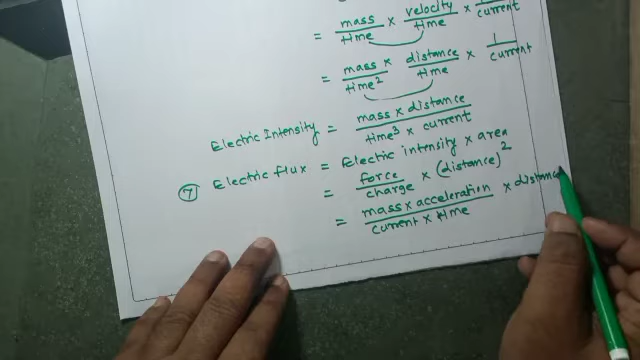 = mass/time × velocity/time × 1/current
= mass/time² × distance/time × 1/current
Electric Intensity = mass × distance/time³ × current
⑦ Electric flux = Electric intensity × area
= force/charge × (distance)²
= mass × acceleration/current × time × distance